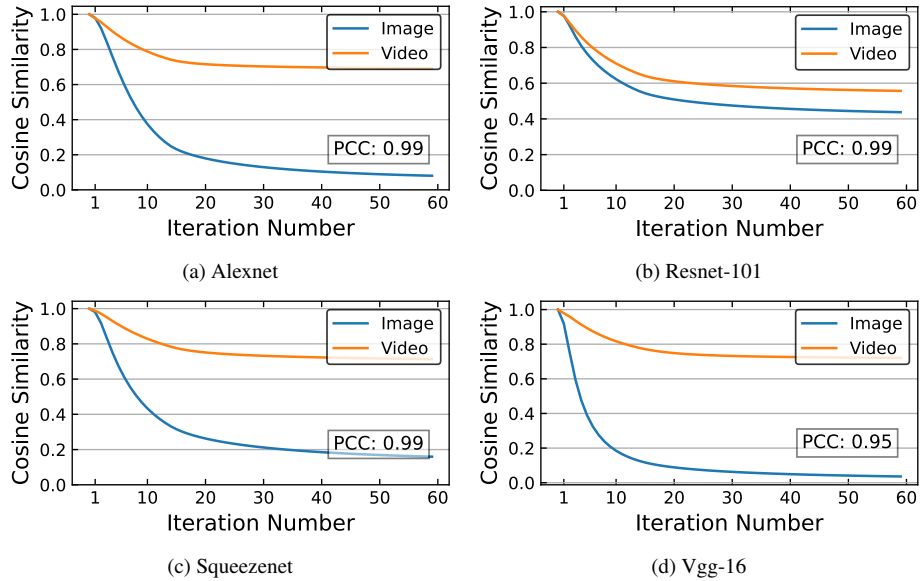 1.0
0.8
0.6
0.4
0.2
0.0
Cosine Similarity
Image
Video
PCC: 0.99
1 10 20 30 40 50 60
Iteration Number
(a) Alexnet
1.0
0.8
0.6
0.4
0.2
0.0
Cosine Similarity
Image
Video
PCC: 0.99
1 10 20 30 40 50 60
Iteration Number
(b) Resnet-101
1.0
0.8
0.6
0.4
0.2
0.0
Cosine Similarity
Image
Video
PCC: 0.99
1 10 20 30 40 50 60
Iteration Number
(c) Squeezenet
1.0
0.8
0.6
0.4
0.2
0.0
Cosine Similarity
Image
Video
PCC: 0.95
1 10 20 30 40 50 60
Iteration Number
(d) Vgg-16